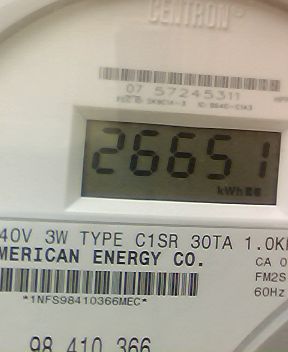 CENTRON®
07 57245311
26651
kWh
40V 3W TYPE C1SR 30TA 1.0K
MERICAN ENERGY CO.
CA 0
FM2S
60Hz
*1NFS98410366MEC*
98 410 366